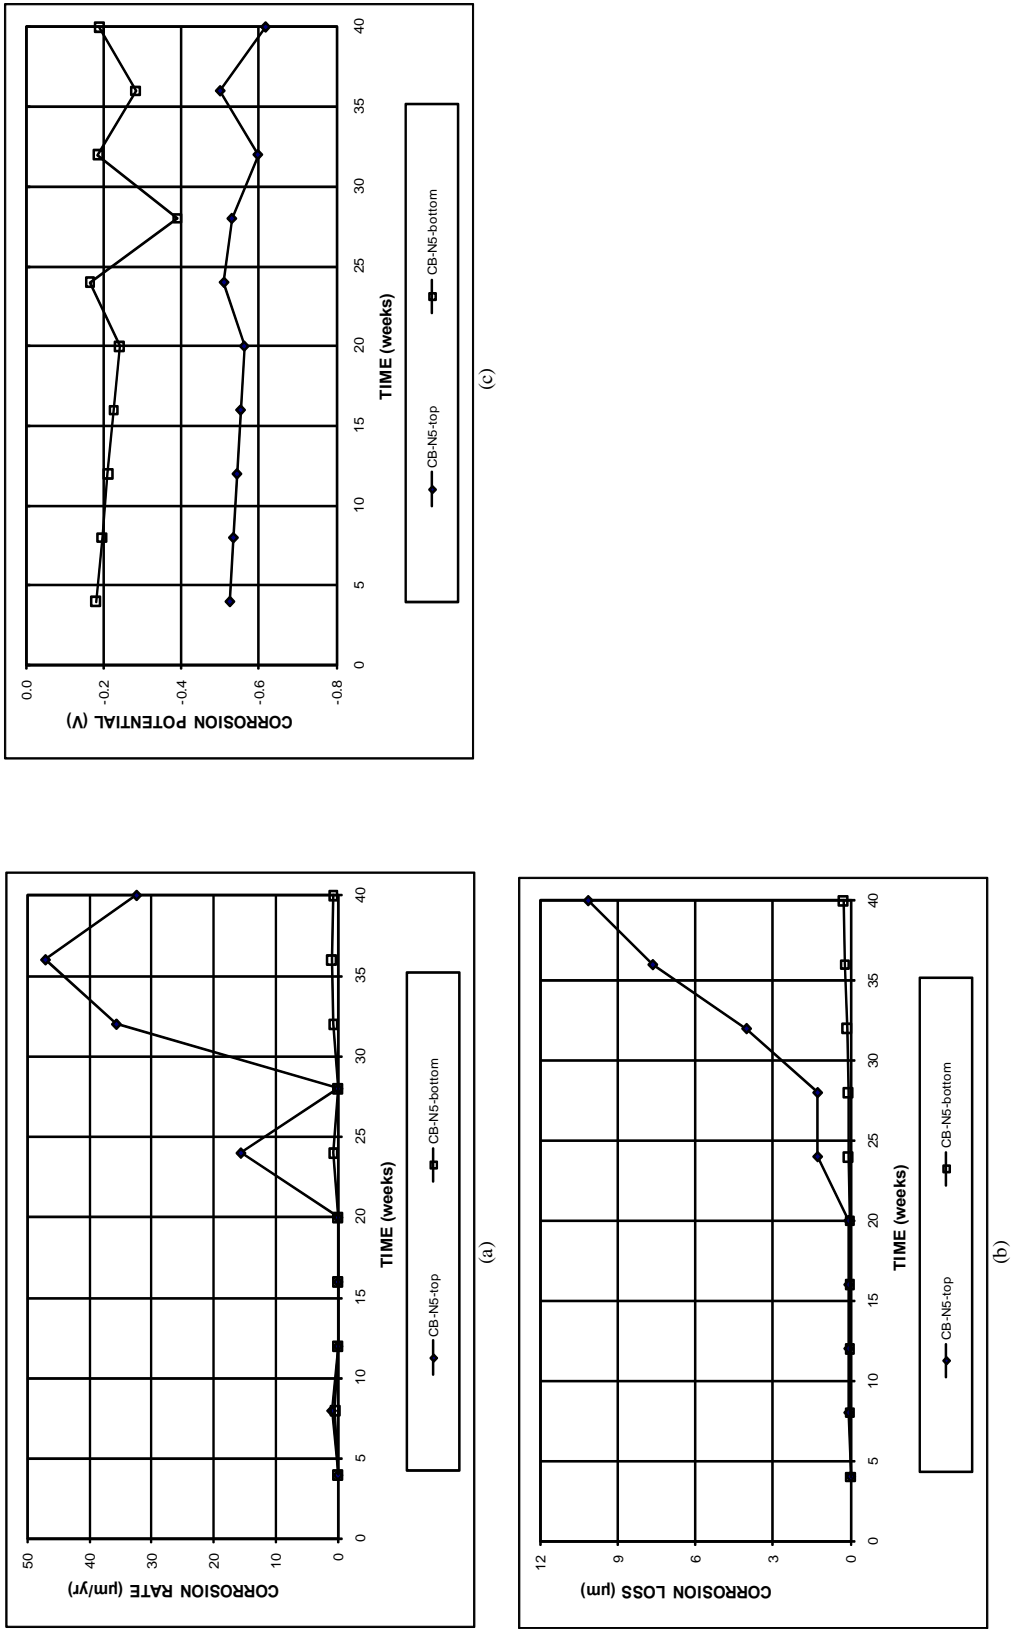 CORROSION RATE (µm/yr)
50
40
30
20
10
0
0 5 10 15 20 25 30 35 40
TIME (weeks)
CB-N5-top CB-N5-bottom
(a)
CORROSION LOSS (µm)
12
9
6
3
0
0 5 10 15 20 25 30 35 40
TIME (weeks)
CB-N5-top CB-N5-bottom
(b)
CORROSION POTENTIAL (V)
0.0
-0.2
-0.4
-0.6
-0.8
0 5 10 15 20 25 30 35 40
TIME (weeks)
CB-N5-top CB-N5-bottom
(c)